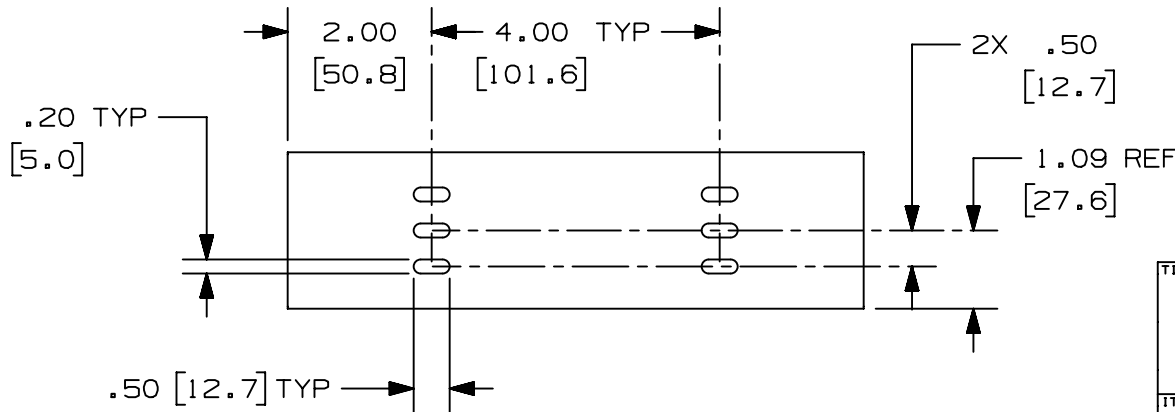 2.00
[50.8]
4.00 TYP
[101.6]
2X .50
[12.7]
.20 TYP
[5.0]
1.09 REF
[27.6]
.50 [12.7] TYP